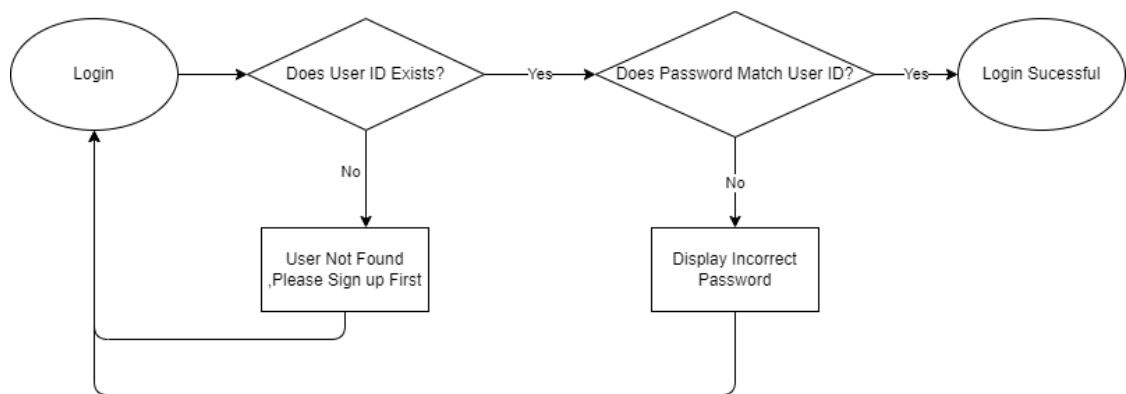 Login
Does User ID Exists?
Yes
Does Password Match User ID?
Yes
Login Sucessful
No
No
User Not Found
,Please Sign up First
Display Incorrect
Password